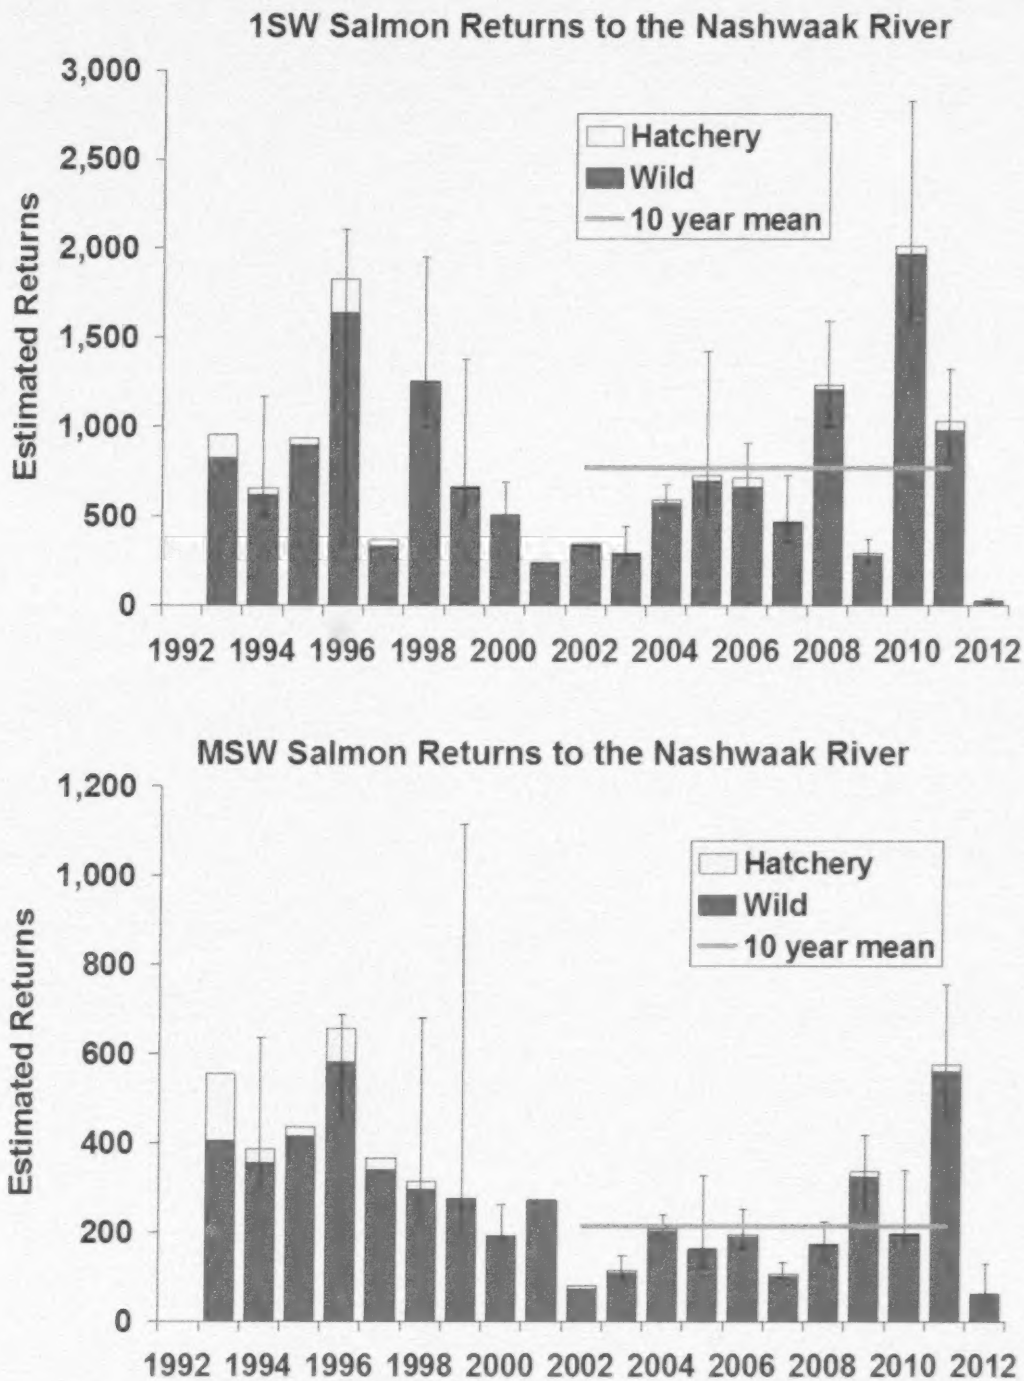 1SW Salmon Returns to the Nashwaak River
3,000
2,500
2,000
1,500
1,000
500
0
Estimated Returns
Hatchery
Wild
10 year mean
1992 1994 1996 1998 2000 2002 2004 2006 2008 2010 2012
MSW Salmon Returns to the Nashwaak River
1,200
1,000
800
600
400
200
0
Estimated Returns
Hatchery
Wild
10 year mean
1992 1994 1996 1998 2000 2002 2004 2006 2008 2010 2012